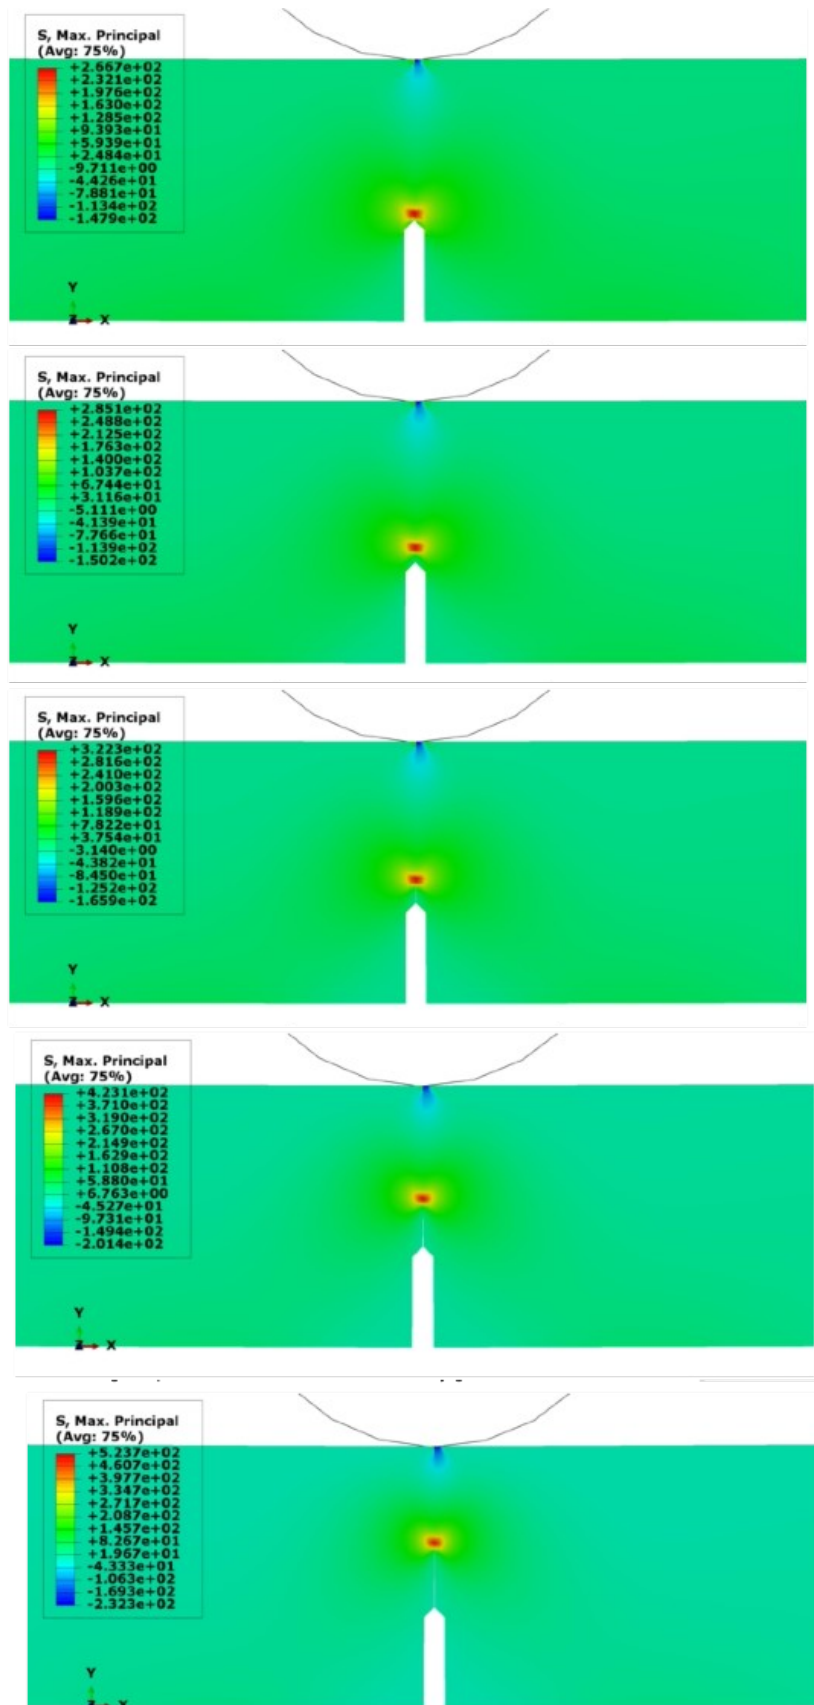 S, Max. Principal
(Avg: 75%)
+2.667e+02
+2.321e+02
+1.976e+02
+1.630e+02
+1.285e+02
+9.393e+01
+5.939e+01
+2.484e+01
-9.711e+00
-4.426e+01
-7.881e+01
-1.134e+02
-1.479e+02
Y
Z X
S, Max. Principal
(Avg: 75%)
+2.851e+02
+2.488e+02
+2.125e+02
+1.763e+02
+1.400e+02
+1.037e+02
+6.744e+01
+3.116e+01
-5.111e+00
-4.139e+01
-7.766e+01
-1.139e+02
-1.502e+02
Y
Z X
S, Max. Principal
(Avg: 75%)
+3.223e+02
+2.816e+02
+2.410e+02
+2.003e+02
+1.596e+02
+1.189e+02
+7.822e+01
+3.754e+01
-3.140e+00
-4.382e+01
-8.450e+01
-1.252e+02
-1.659e+02
Y
Z X
S, Max. Principal
(Avg: 75%)
+4.231e+02
+3.710e+02
+3.190e+02
+2.670e+02
+2.149e+02
+1.629e+02
+1.108e+02
+5.880e+01
+6.763e+00
-4.527e+01
-9.731e+01
-1.494e+02
-2.014e+02
Y
Z X
S, Max. Principal
(Avg: 75%)
+5.237e+02
+4.607e+02
+3.977e+02
+3.347e+02
+2.717e+02
+2.087e+02
+1.457e+02
+8.267e+01
+1.967e+01
-4.333e+01
-1.063e+02
-1.693e+02
-2.323e+02
Y